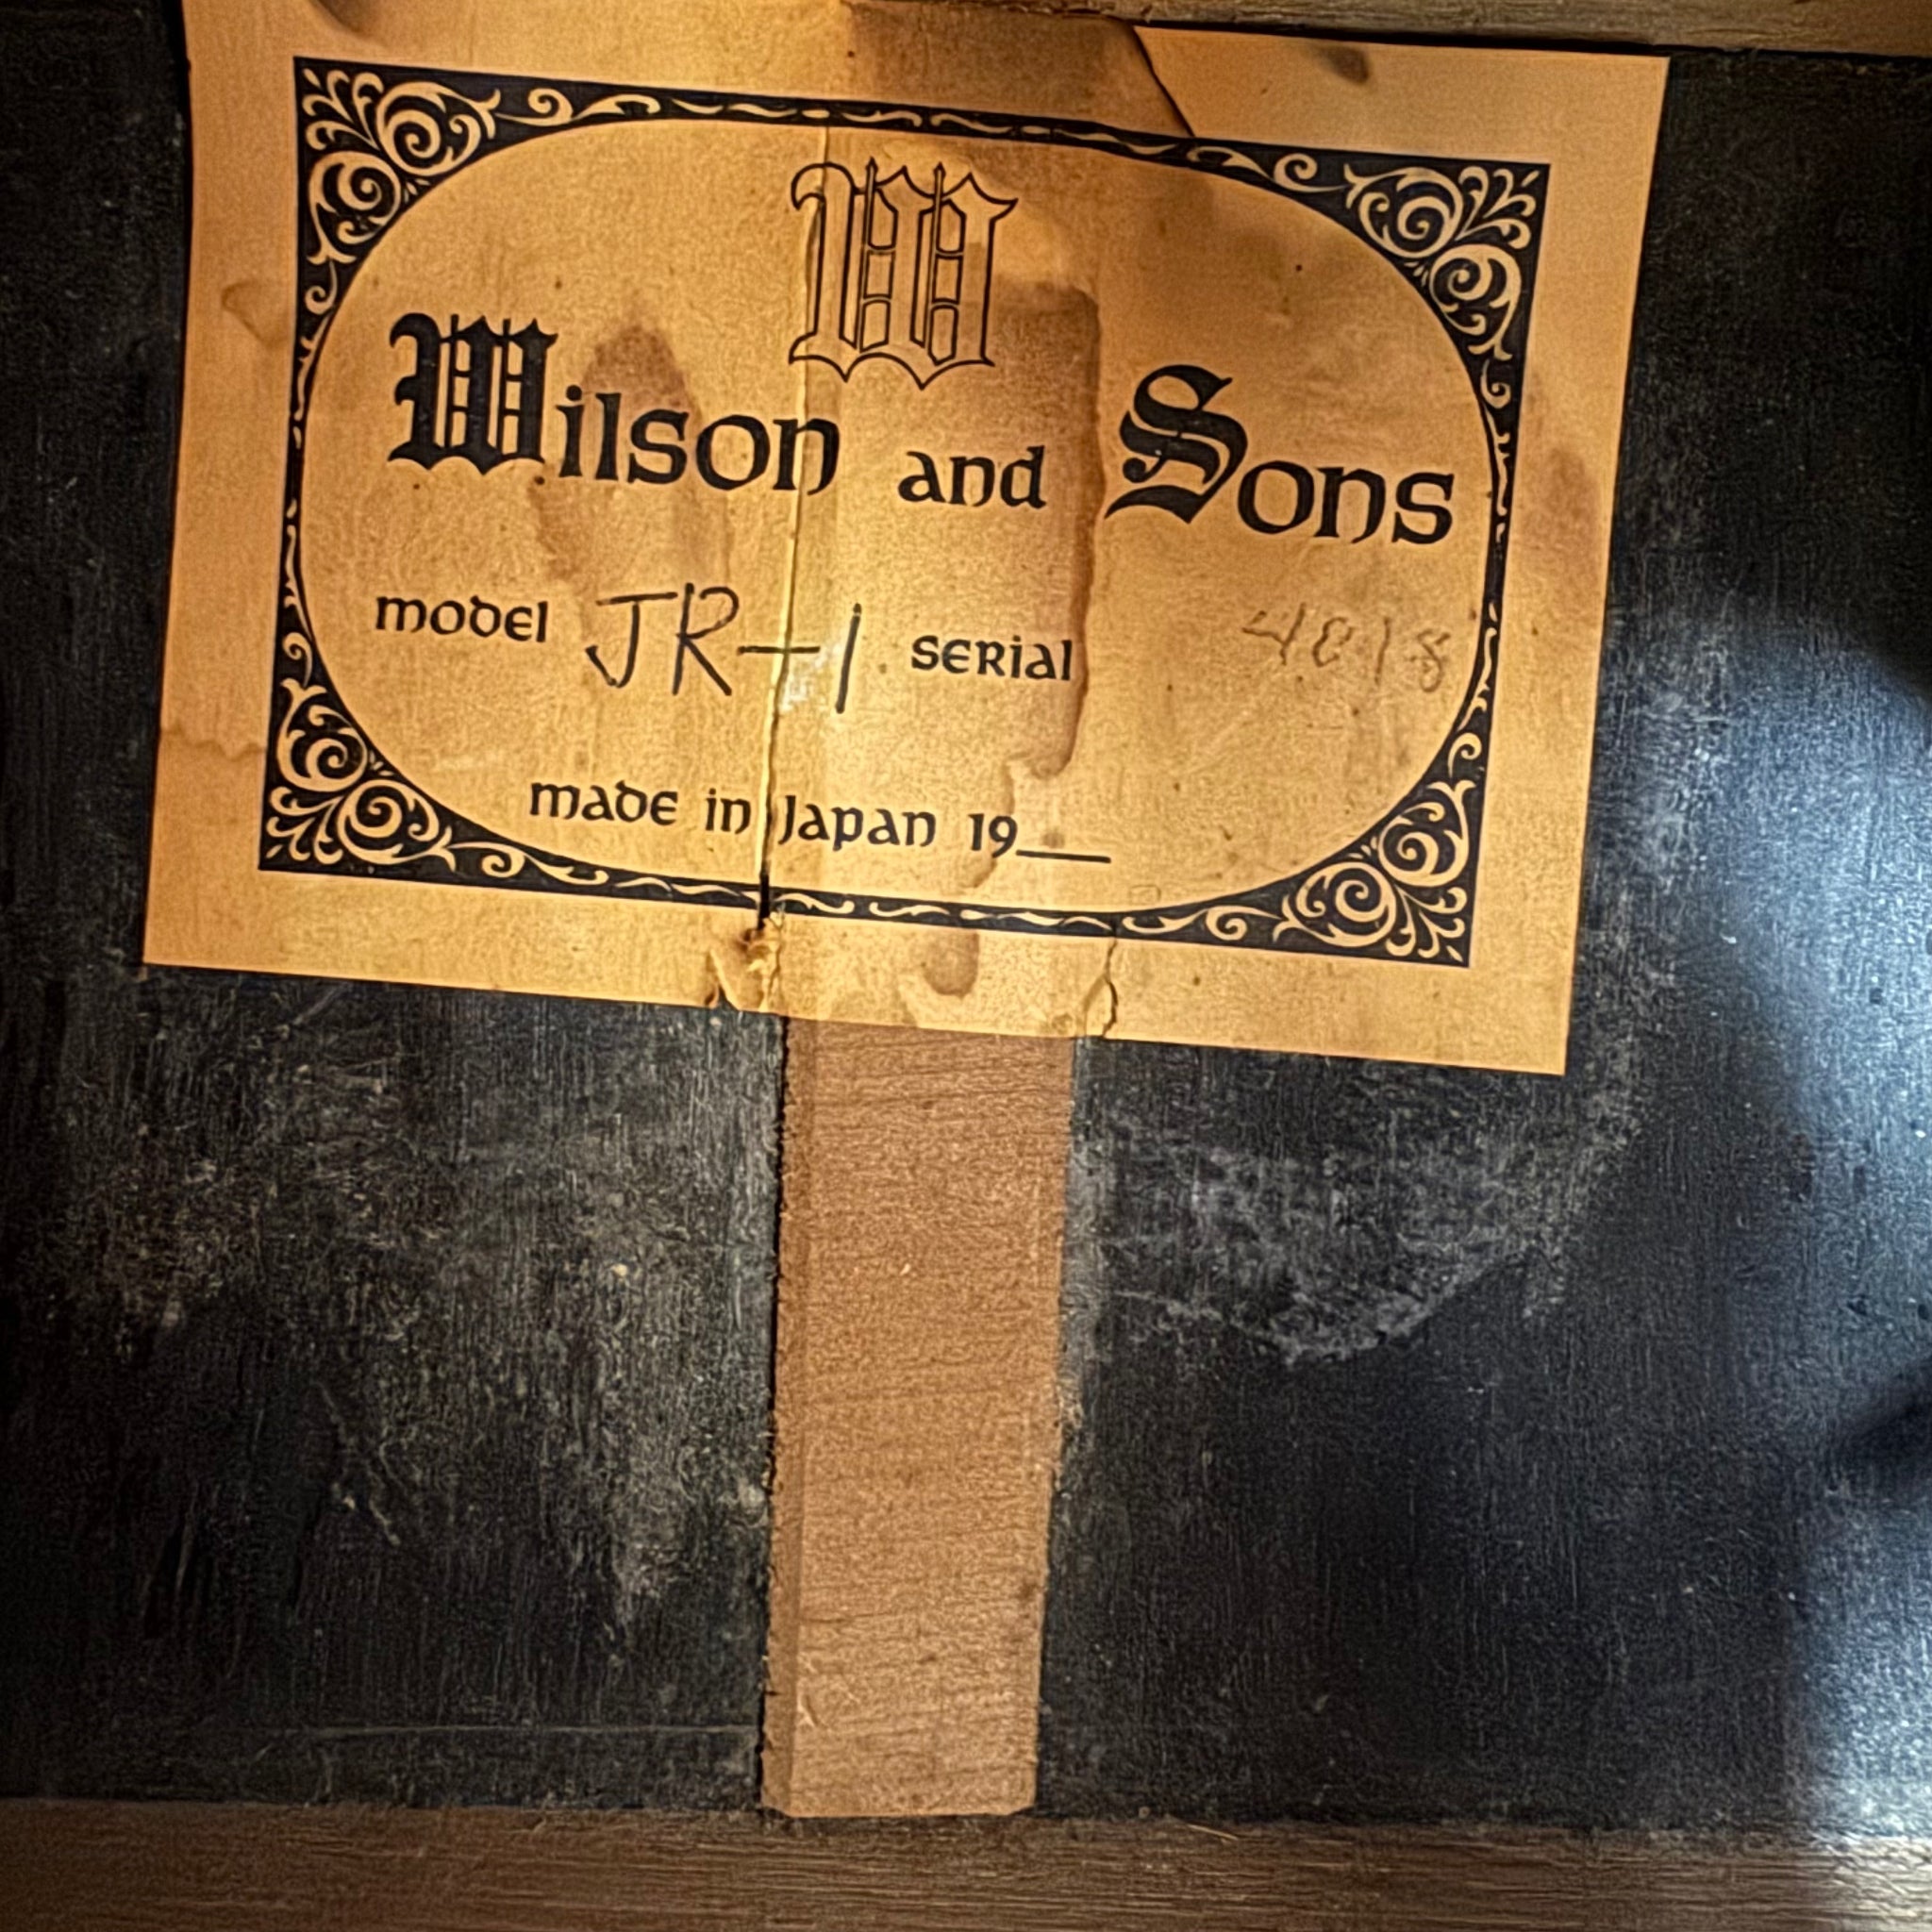 W
Wilson and Sons
model JR-1 serial 4818
made in Japan 19__